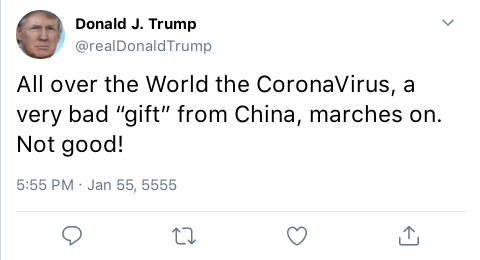 Donald J. Trump
@realDonaldTrump
All over the World the CoronaVirus, a
very bad “gift” from China, marches on.
Not good!
5:55 PM · Jan 55, 5555